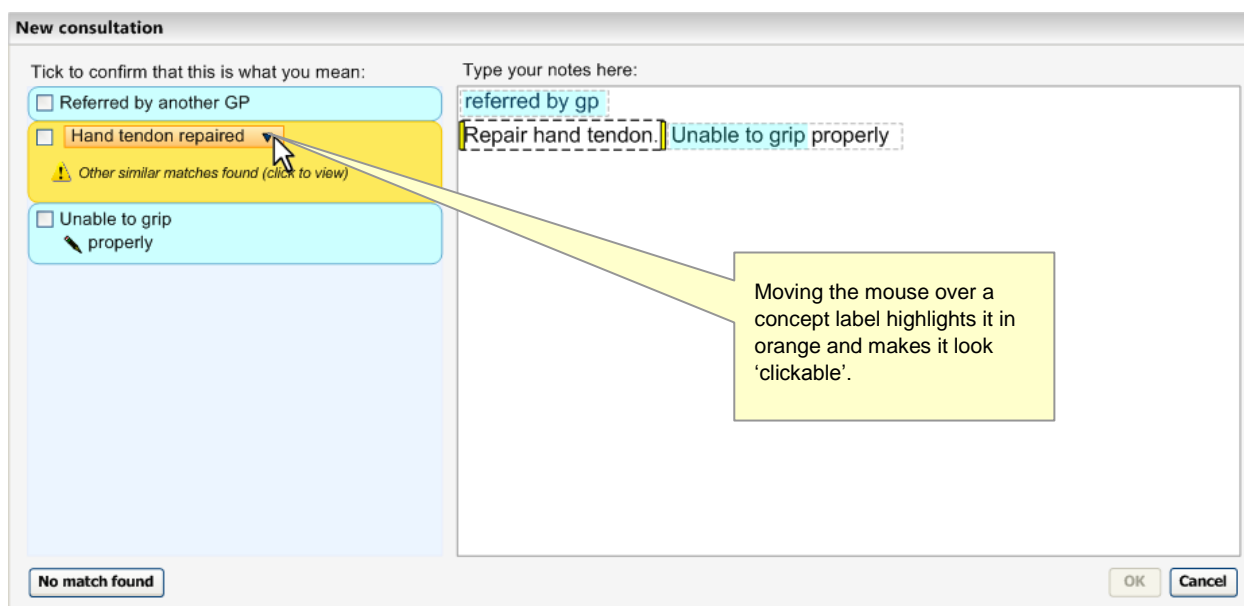 New consultation
Tick to confirm that this is what you mean:
Type your notes here:
Referred by another GP
Hand tendon repaired
Other similar matches found (click to view)
Unable to grip
properly
referred by gp
Repair hand tendon. Unable to grip properly
Moving the mouse over a
concept label highlights it in
orange and makes it look
‘clickable’.
No match found
OK
Cancel